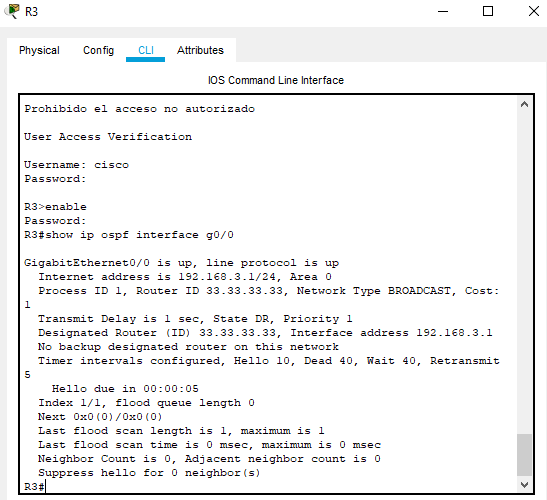 R3
Physical Config CLI Attributes
IOS Command Line Interface
Prohibido el acceso no autorizado
User Access Verification
Username: cisco
Password:
R3>enable
Password:
R3#show ip ospf interface g0/0
GigabitEthernet0/0 is up, line protocol is up
Internet address is 192.168.3.1/24, Area 0
Process ID 1, Router ID 33.33.33.33, Network Type BROADCAST, Cost:
1
Transmit Delay is 1 sec, State DR, Priority 1
Designated Router (ID) 33.33.33.33, Interface address 192.168.3.1
No backup designated router on this network
Timer intervals configured, Hello 10, Dead 40, Wait 40, Retransmit
5
Hello due in 00:00:05
Index 1/1, flood queue length 0
Next 0x0(0)/0x0(0)
Last flood scan length is 1, maximum is 1
Last flood scan time is 0 msec, maximum is 0 msec
Neighbor Count is 0, Adjacent neighbor count is 0
Suppress hello for 0 neighbor(s)
R3#